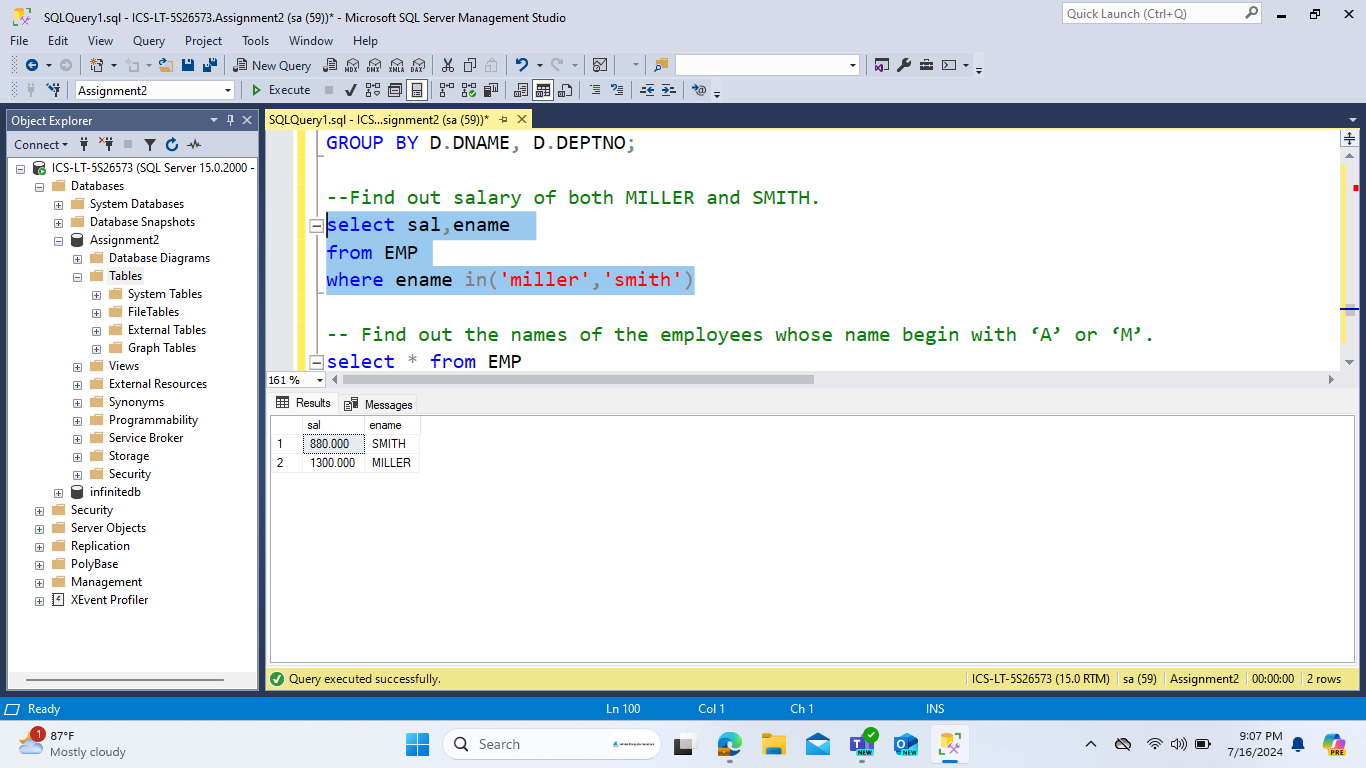 SQLQuery1.sql - ICS-LT-5S26573.Assignment2 (sa (59))* - Microsoft SQL Server Management Studio
Quick Launch (Ctrl+Q)
File Edit View Query Project Tools Window Help
New Query MDX DMX XMLA DAX
Assignment2 Execute
Object Explorer
Connect
ICS-LT-5S26573 (SQL Server 15.0.2000 -
Databases
System Databases
Database Snapshots
Assignment2
Database Diagrams
Tables
System Tables
FileTables
External Tables
Graph Tables
Views
External Resources
Synonyms
Programmability
Service Broker
Storage
Security
infinitedb
Security
Server Objects
Replication
PolyBase
Management
XEvent Profiler
SQLQuery1.sql - ICS...signment2 (sa (59))*
GROUP BY D.DNAME, D.DEPTNO;
--Find out salary of both MILLER and SMITH.
select sal,ename
from EMP
where ename in('miller','smith')
-- Find out the names of the employees whose name begin with ‘A’ or ‘M’.
select * from EMP
161 %
Results Messages
sal ename
1 880.000 SMITH
2 1300.000 MILLER
Query executed successfully.
ICS-LT-5S26573 (15.0 RTM) sa (59) Assignment2 00:00:00 2 rows
Ready Ln 100 Col 1 Ch 1 INS
1
87°F
Mostly cloudy
Search
NEW
NEW
9:07 PM
7/16/2024
PRE